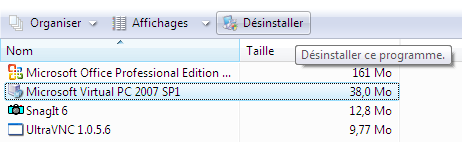 Organiser Affichages Désinstaller
Nom Taille
Désinstaller ce programme.
Microsoft Office Professional Edition ... 161 Mo
Microsoft Virtual PC 2007 SP1 38,0 Mo
SnagIt 6 12,8 Mo
UltraVNC 1.0.5.6 9,77 Mo